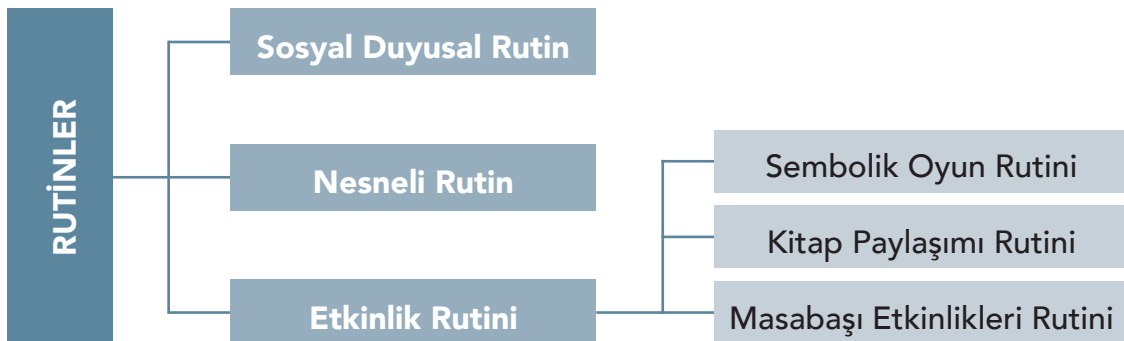 RUTİNLER
Sosyal Duyusal Rutin
Nesneli Rutin
Etkinlik Rutini
Sembolik Oyun Rutini
Kitap Paylaşımı Rutini
Masabaşı Etkinlikleri Rutini